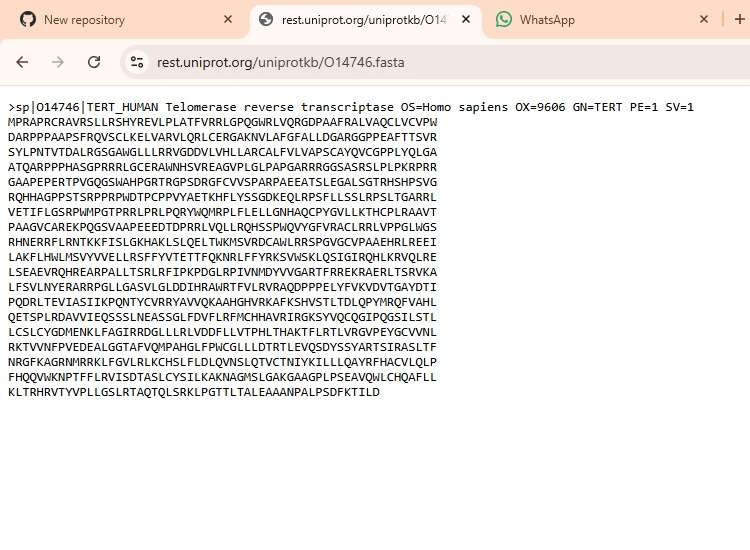 New repository
rest.uniprot.org/uniprotkb/O14
WhatsApp
rest.uniprot.org/uniprotkb/O14746.fasta
>sp|O14746|TERT_HUMAN Telomerase reverse transcriptase OS=Homo sapiens OX=9606 GN=TERT PE=1 SV=1
MPRAPRCRAVRSLLRSHYREVLPLATFVRRLGPQGWRLVQRGDPAAFRALVAQCLVCVPW
DARPPPAAPSFRQVSCLKELVARVLQRLCERGAKNVLAFGFALLDGARGGPPEAFTTSVR
SYLPNTVTDALRGSGAWGLLLRRVGDDVLVHLLARCALFVLVAPSCAYQVCGPPLYQLGA
ATQARPPPHASGPRRRLGCERAWNHSVREAGVPLGLPAPGARRRGGSASRSLPLPKRPRR
GAAPEPERTPVGQGSWAHPGRTRGPSDRGFCVVSPARPAEEATSLEGALSGTRHSHPSVG
RQHHAGPPSTSRPPRPWDTPCPPVYAETKHFLYSSGDKEQLRPSFLLSSLRPSLTGARRL
VETIFLGSRPWMPGTPRRLPRLPQRYWQMRPLFLELLGNHAQCPYGVLLKTHCPLRAAVT
PAAGVCAREKPQGSVAAPEEEDTDPRRLVQLLRQHSSPWQVYGFVRACLRRLVPPGLWGS
RHNERRFLRNTKKFISLGKHAKLSLQELTWKMSVRDCAWLRRSPGVGCVPAAEHRLREEI
LAKFLHWLMSVYVVELLRSFFYVTETTFQKNRLFFYRKSVWSKLQSIGIRQHLKRVQLRE
LSEAEVRQHREARPALLTSRLRFIPKPDGLRPIVNMDYVVGARTFRREKRAERLTSRVKA
LFSVLNYERARRPGLLGASVLGLDDIHRAWRTFVLRVRAQDPPPELYFVKVDVTGAYDTI
PQDRLTEVIASIIKPQNTYCVRRYAVVQKAAHGHVRKAFKSHVSTLTDLQPYMRQFVAHL
QETSPLRDAVVIEQSSSLNEASSGLFDVFLRFMCHHAVRIRGKSYVQCQGIPQGSILSTL
LCSLCYGDMENKLFAGIRRDGLLLRLVDDFLLVTPHLTHAKTFLRTLVRGVPEYGCVVNL
RKTVVNFPVEDEALGGTAFVQMPAHGLFPWCGLLLDTRTLEVQSDYSSYARTSIRASLTF
NRGFKAGRNMRRKLFGVLRLKCHSLFLDLQVNSLQTVCTNIYKILLLQAYRFHACVLQLP
FHQQVWKNPTFFLRVISDTASLCYSILKAKNAGMSLGAKGAAGPLPSEAVQWLCHQAFLL
KLTRHRVTYVPLLGSLRTAQTQLSRKLPGTTLTALEAAANPALPSDFKTILD